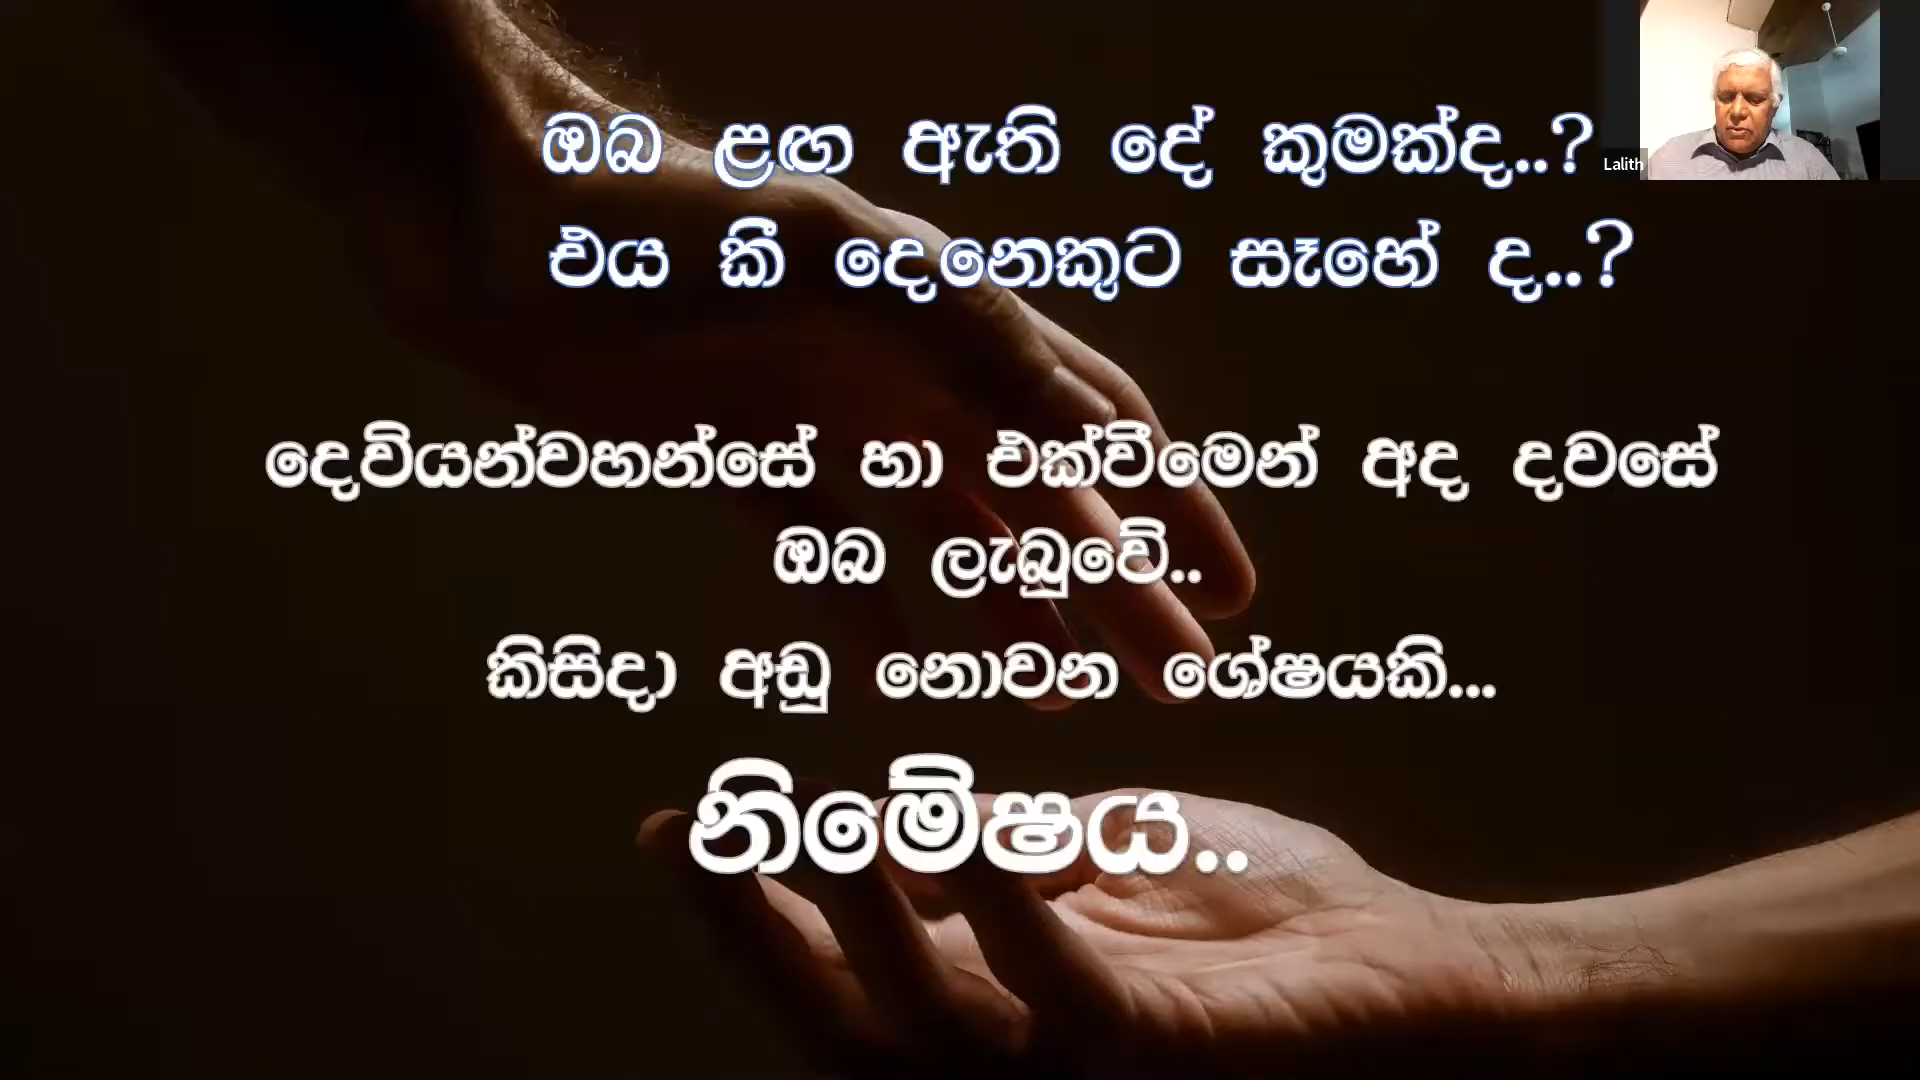 ඔබ ළඟ ඇති දේ කුමක්ද..?
Lalith
එය කී දෙනෙකුට සෑහේ ද..?
දෙවියන්වහන්සේ හා එක්වීමෙන් අද දවසේ
ඔබ ලැබුවේ..
කිසිදා අඩු නොවන ශේෂයකි...
නිමේෂය..